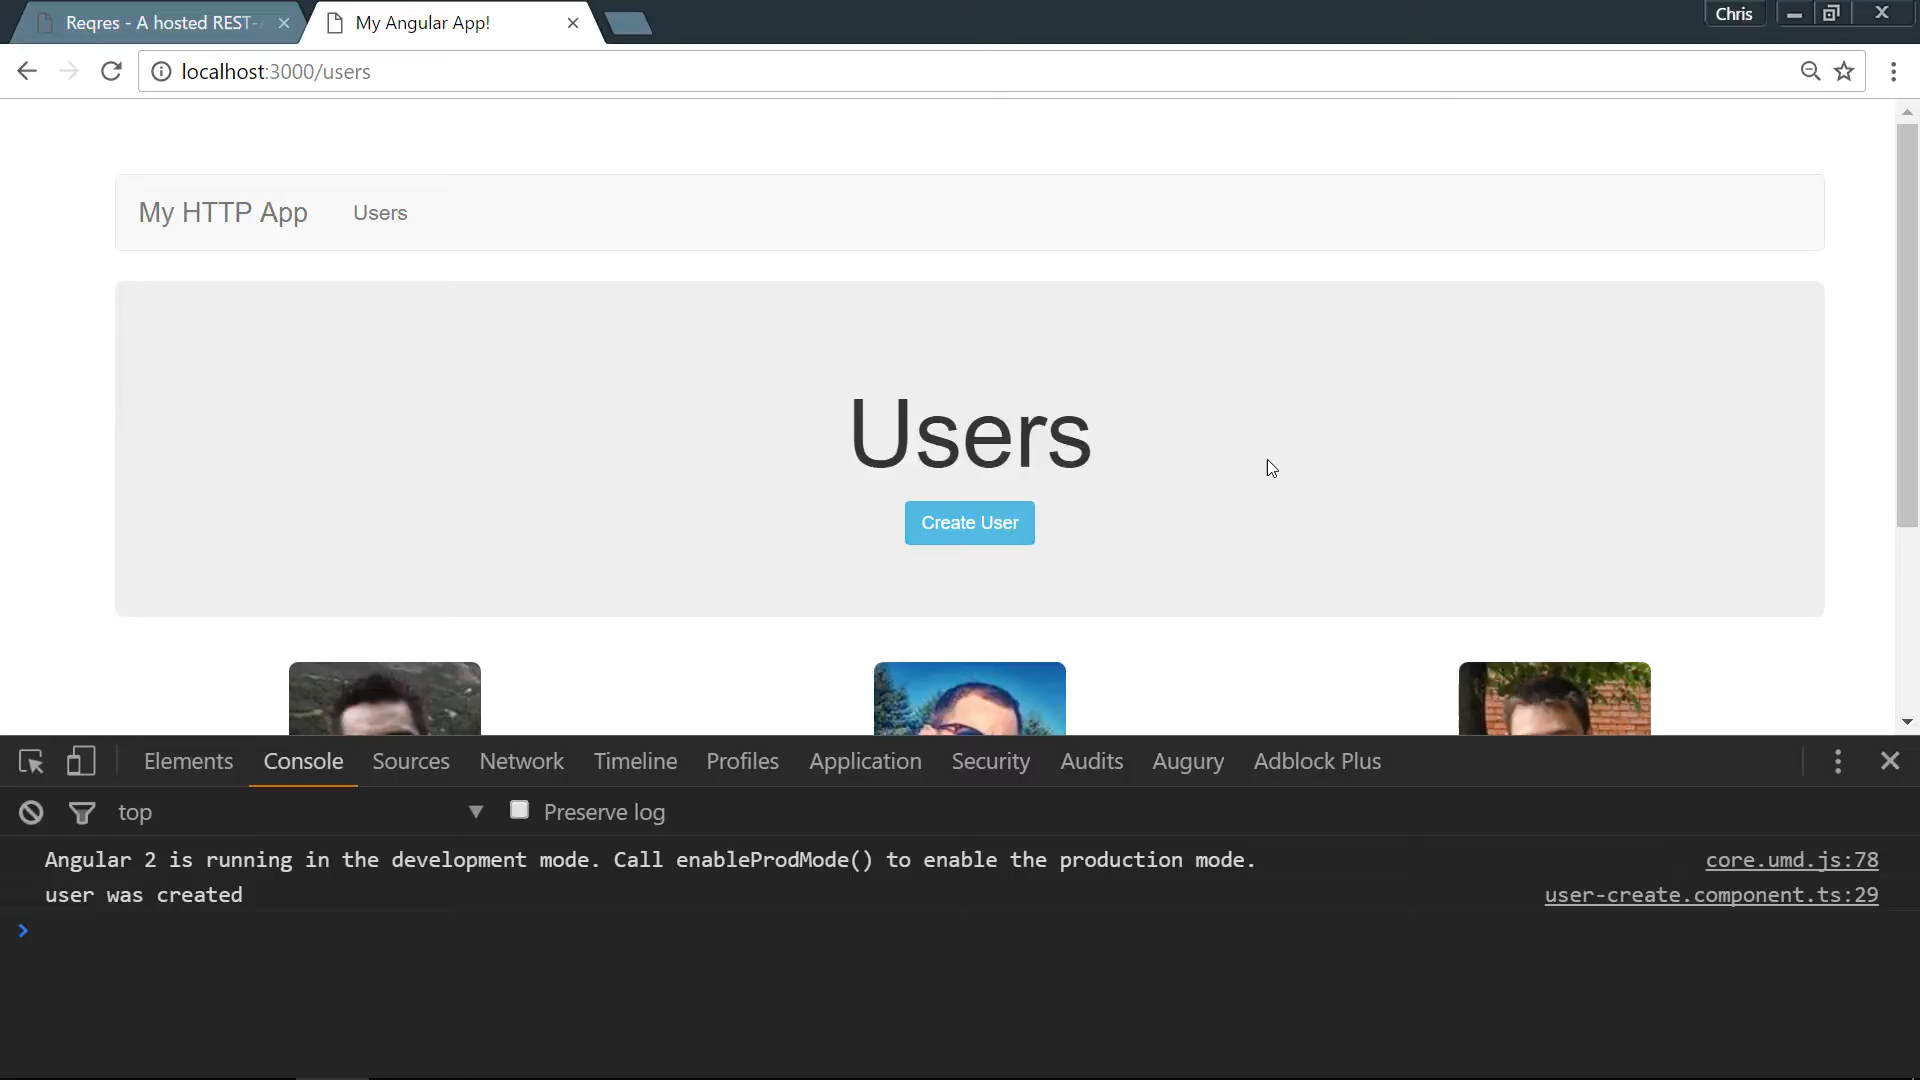 Reqres - A hosted REST-
My Angular App!
Chris
localhost:3000/users
My HTTP App
Users
Users
Create User
Elements
Console
Sources
Network
Timeline
Profiles
Application
Security
Audits
Augury
Adblock Plus
top
Preserve log
Angular 2 is running in the development mode. Call enableProdMode() to enable the production mode.
core.umd.js:78
user was created
user-create.component.ts:29